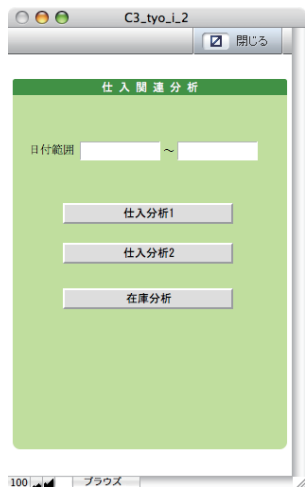 C3_tyo_i_2
閉じる
仕入関連分析
日付範囲 ～
仕入分析1
仕入分析2
在庫分析
100 ブラウズ